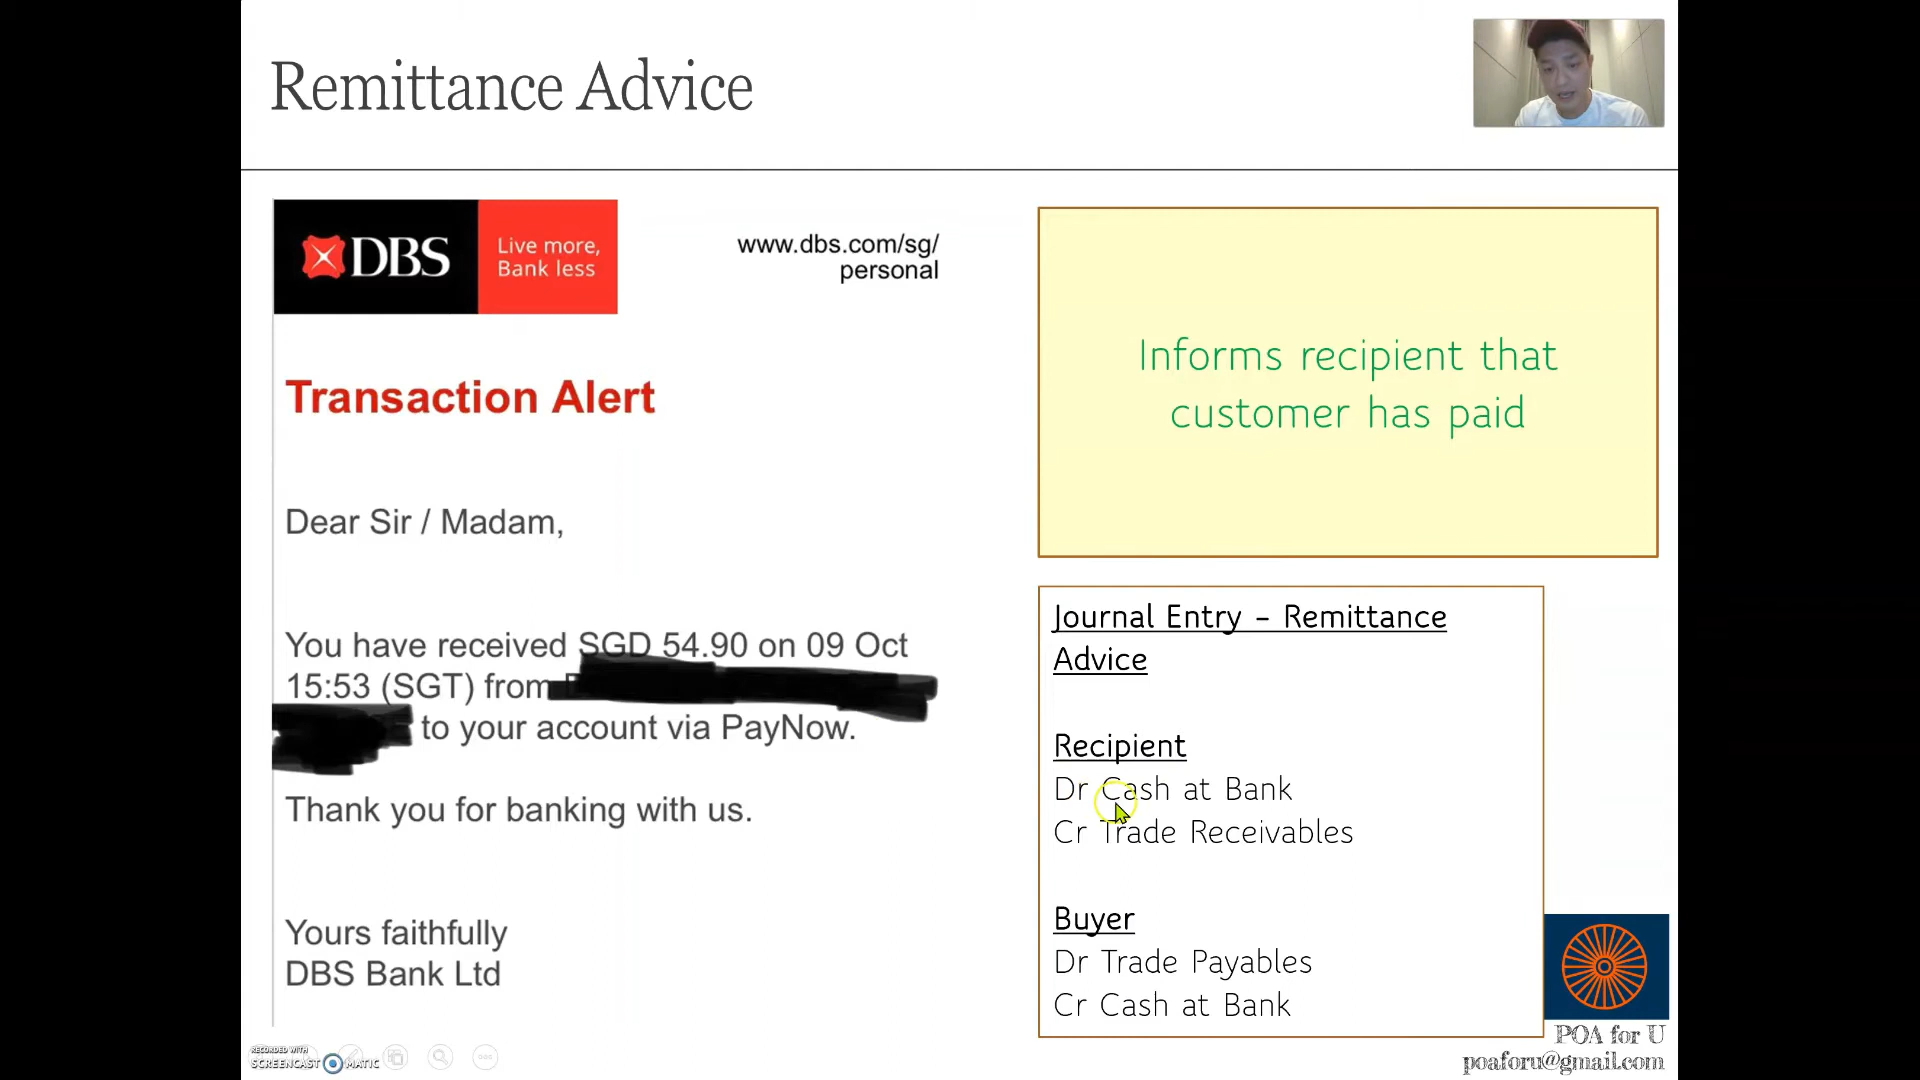 Remittance Advice
DBS
Live more,
Bank less
www.dbs.com/sg/
personal
Transaction Alert
Dear Sir / Madam,
You have received SGD 54.90 on 09 Oct
15:53 (SGT) from
to your account via PayNow.
Thank you for banking with us.
Yours faithfully
DBS Bank Ltd
Informs recipient that
customer has paid
Journal Entry - Remittance
Advice
Recipient
Dr Cash at Bank
Cr Trade Receivables
Buyer
Dr Trade Payables
Cr Cash at Bank
POA for U
poaforu@gmail.com
RECORDED WITH
SCREENCAST MATIC